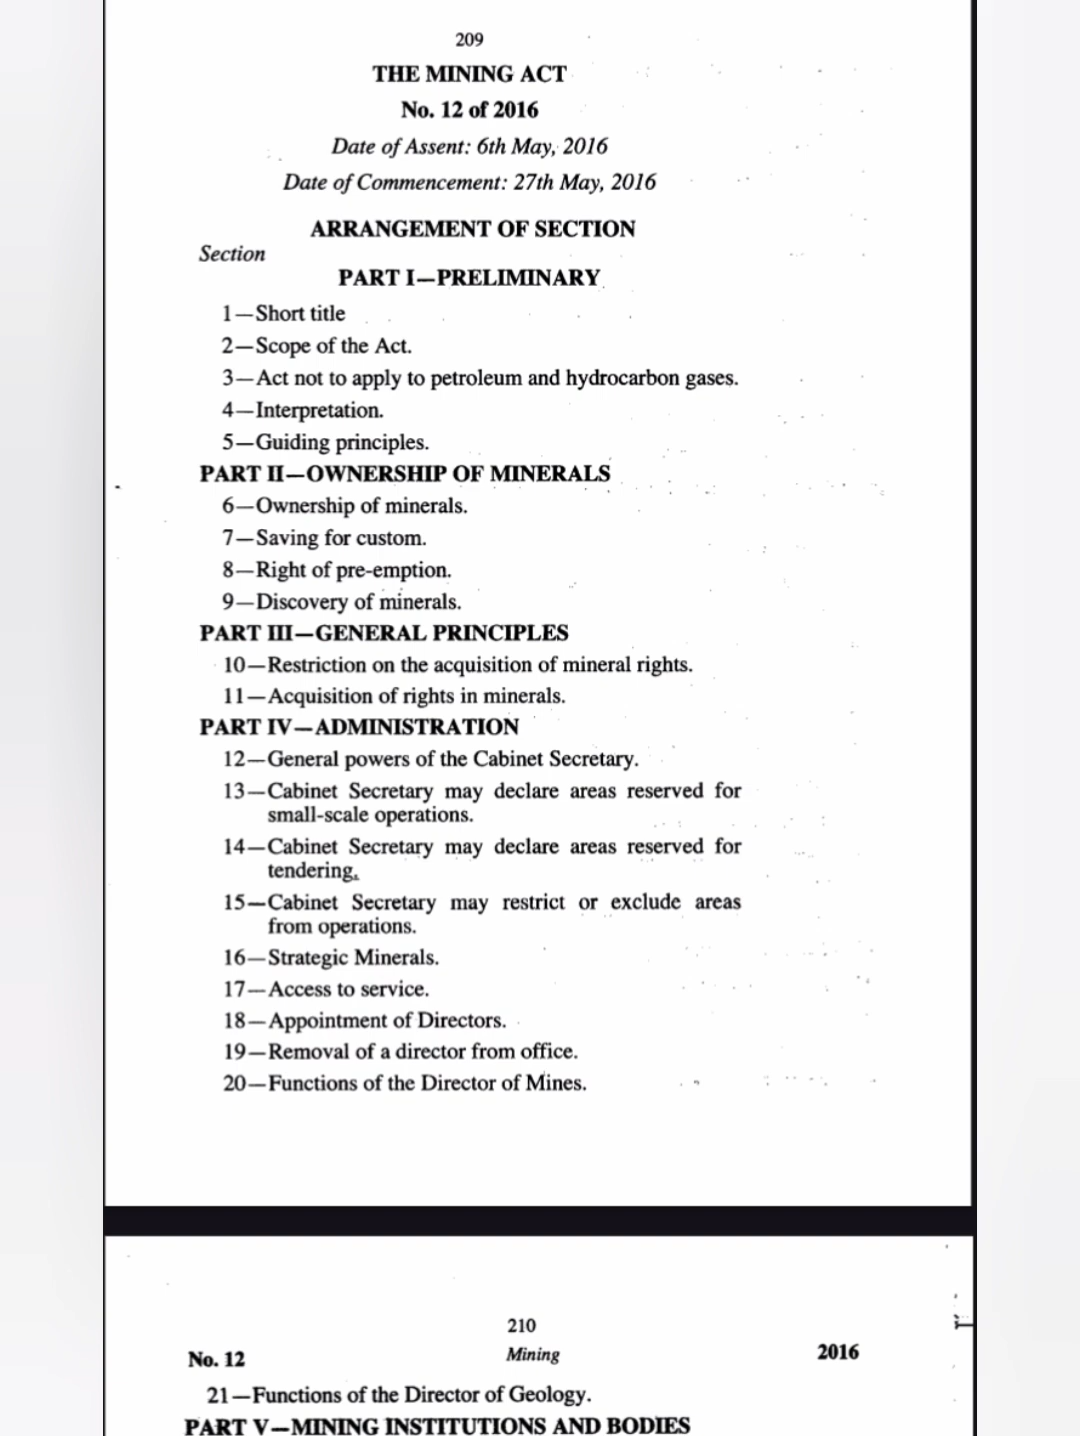 209
THE MINING ACT
No. 12 of 2016
Date of Assent: 6th May, 2016
Date of Commencement: 27th May, 2016
ARRANGEMENT OF SECTION
Section
PART I—PRELIMINARY
1—Short title
2—Scope of the Act.
3—Act not to apply to petroleum and hydrocarbon gases.
4—Interpretation.
5—Guiding principles.
PART II—OWNERSHIP OF MINERALS
6—Ownership of minerals.
7—Saving for custom.
8—Right of pre-emption.
9—Discovery of minerals.
PART III—GENERAL PRINCIPLES
10—Restriction on the acquisition of mineral rights.
11—Acquisition of rights in minerals.
PART IV—ADMINISTRATION
12—General powers of the Cabinet Secretary.
13—Cabinet Secretary may declare areas reserved for
small-scale operations.
14—Cabinet Secretary may declare areas reserved for
tendering.
15—Cabinet Secretary may restrict or exclude areas
from operations.
16—Strategic Minerals.
17—Access to service.
18—Appointment of Directors.
19—Removal of a director from office.
20—Functions of the Director of Mines.
210
No. 12 Mining 2016
21—Functions of the Director of Geology.
PART V—MINING INSTITUTIONS AND BODIES